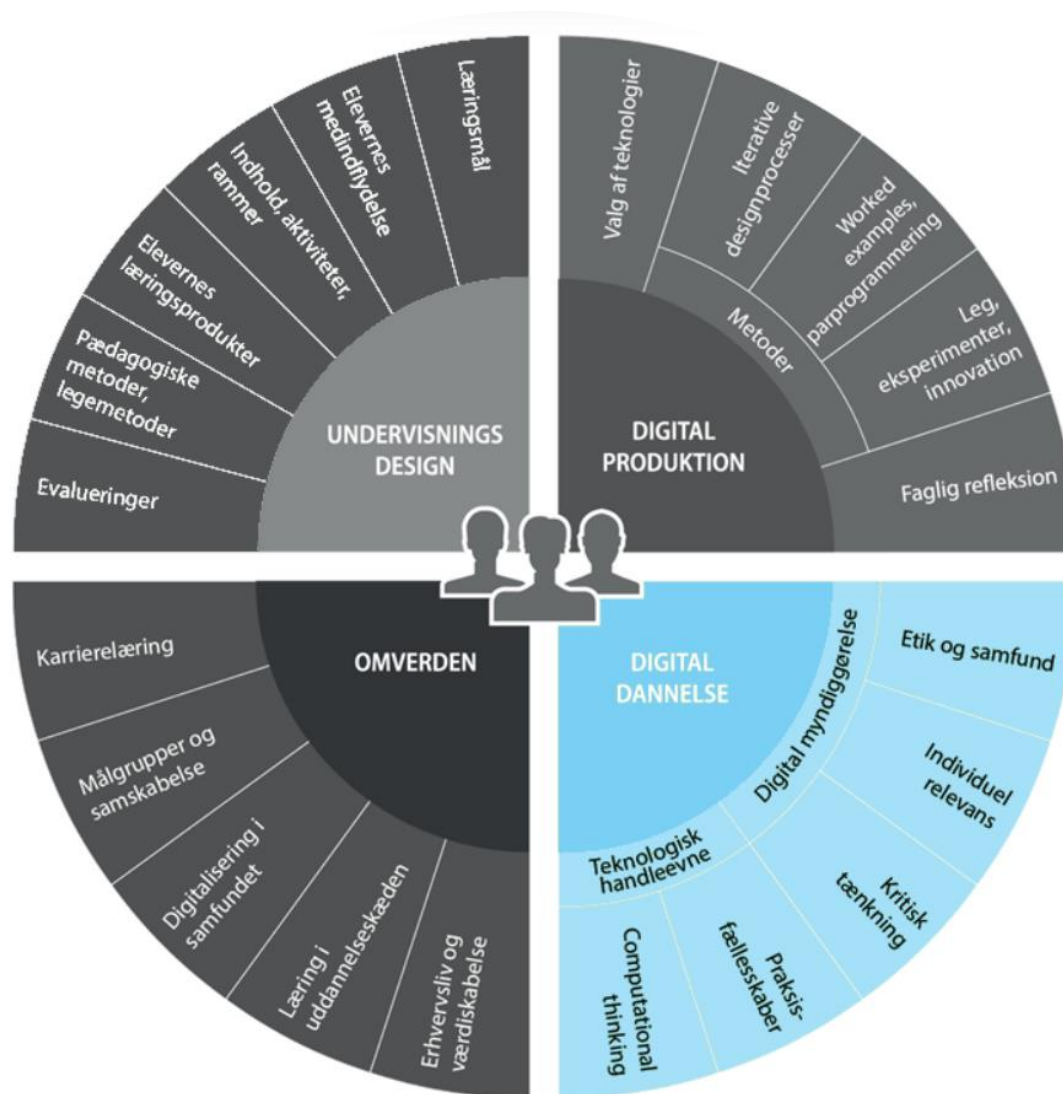 Læringsmål
Elevernes
medindflydelse
Indhold, aktiviteter,
rammer
Elevernes
læringsprodukter
Pædagogiske
metoder,
legemetoder
Evalueringer
UNDERVISNINGS
DESIGN
Valg af teknologier
Iterative
designprocesser
Worked
examples,
parprogrammering
Leg,
eksperimenter,
innovation
Faglig refleksion
Metoder
DIGITAL
PRODUKTION
Karrierelæring
Målgrupper og
samskabelse
Digitalisering i
samfundet
Læring i
uddannelseskæden
Erhvervsliv og
værdiskabelse
OMVERDEN
DIGITAL
DANNELSE
Digital myndiggørelse
Teknologisk
handleevne
Etik og samfund
Individuel
relevans
Kritisk
tænkning
Praksis-
fællesskaber
Computational
thinking